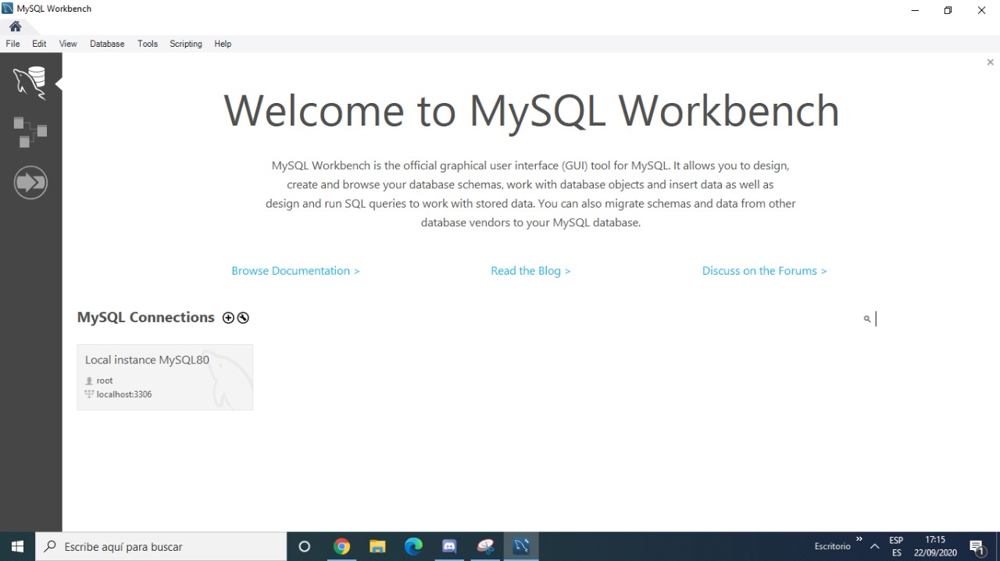 MySQL Workbench
File Edit View Database Tools Scripting Help
Welcome to MySQL Workbench
MySQL Workbench is the official graphical user interface (GUI) tool for MySQL. It allows you to design,
create and browse your database schemas, work with database objects and insert data as well as
design and run SQL queries to work with stored data. You can also migrate schemas and data from other
database vendors to your MySQL database.
Browse Documentation > Read the Blog > Discuss on the Forums >
MySQL Connections
Local instance MySQL80
root
localhost:3306
Escribe aquí para buscar
Escritorio
ESP
ES
17:15
22/09/2020
1